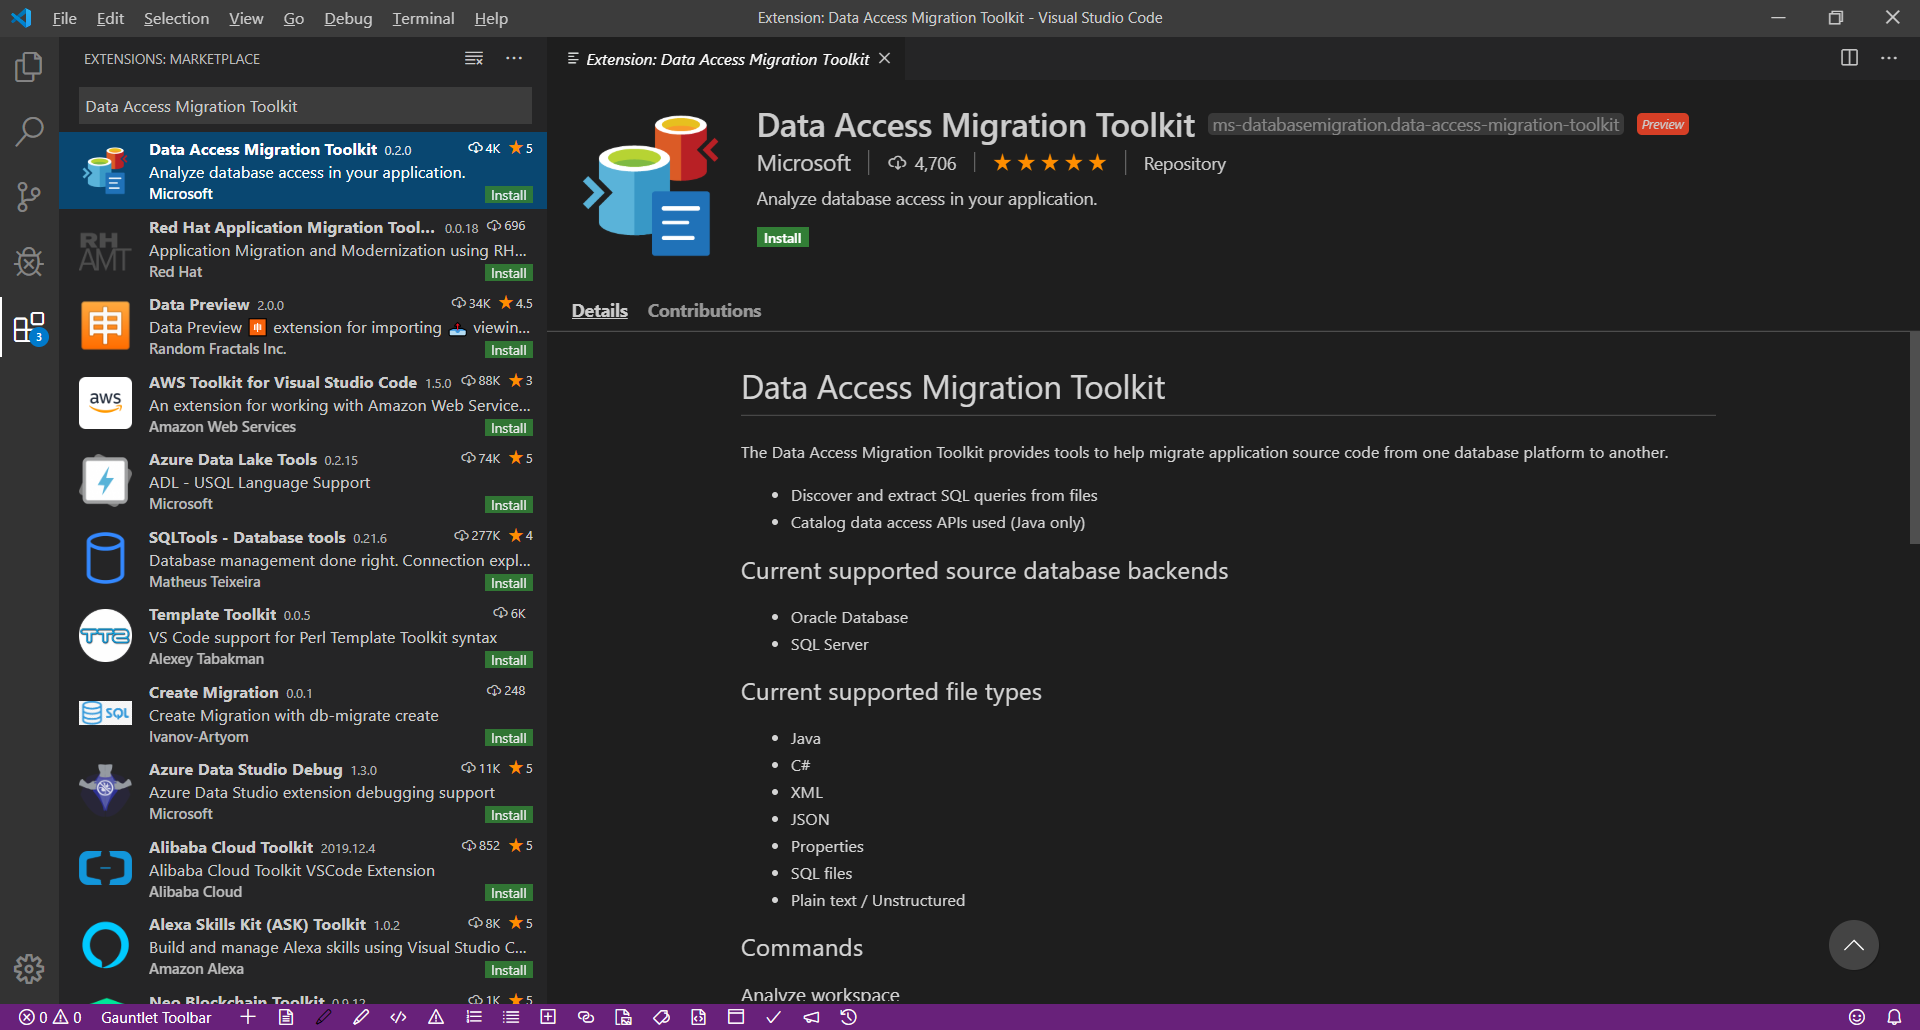 File Edit Selection View Go Debug Terminal Help
Extension: Data Access Migration Toolkit - Visual Studio Code
EXTENSIONS: MARKETPLACE
Data Access Migration Toolkit
Data Access Migration Toolkit 0.2.0 4K 5
Analyze database access in your application.
Microsoft Install
RH AMT
Red Hat Application Migration Tool... 0.0.18 696
Application Migration and Modernization using RH...
Red Hat Install
申
Data Preview 2.0.0 34K 4.5
Data Preview 申 extension for importing viewin...
Random Fractals Inc. Install
aws
AWS Toolkit for Visual Studio Code 1.5.0 88K 3
An extension for working with Amazon Web Service...
Amazon Web Services Install
Azure Data Lake Tools 0.2.15 74K 5
ADL - USQL Language Support
Microsoft Install
SQLTools - Database tools 0.21.6 277K 4
Database management done right. Connection expl...
Matheus Teixeira Install
TT2
Template Toolkit 0.0.5 6K
VS Code support for Perl Template Toolkit syntax
Alexey Tabakman Install
SQL
Create Migration 0.0.1 248
Create Migration with db-migrate create
Ivanov-Artyom Install
Azure Data Studio Debug 1.3.0 11K 5
Azure Data Studio extension debugging support
Microsoft Install
Alibaba Cloud Toolkit 2019.12.4 852 5
Alibaba Cloud Toolkit VSCode Extension
Alibaba Cloud Install
Alexa Skills Kit (ASK) Toolkit 1.0.2 8K 5
Build and manage Alexa skills using Visual Studio C...
Amazon Alexa Install
Neo Blockchain Toolkit 0.9.12 1K 5
3
Extension: Data Access Migration Toolkit
Data Access Migration Toolkit ms-databasemigration.data-access-migration-toolkit Preview
Microsoft 4,706 Repository
Analyze database access in your application.
Install
Details Contributions
Data Access Migration Toolkit
The Data Access Migration Toolkit provides tools to help migrate application source code from one database platform to another.
• Discover and extract SQL queries from files
• Catalog data access APIs used (Java only)
Current supported source database backends
• Oracle Database
• SQL Server
Current supported file types
• Java
• C#
• XML
• JSON
• Properties
• SQL files
• Plain text / Unstructured
Commands
Analyze workspace
0 0 Gauntlet Toolbar